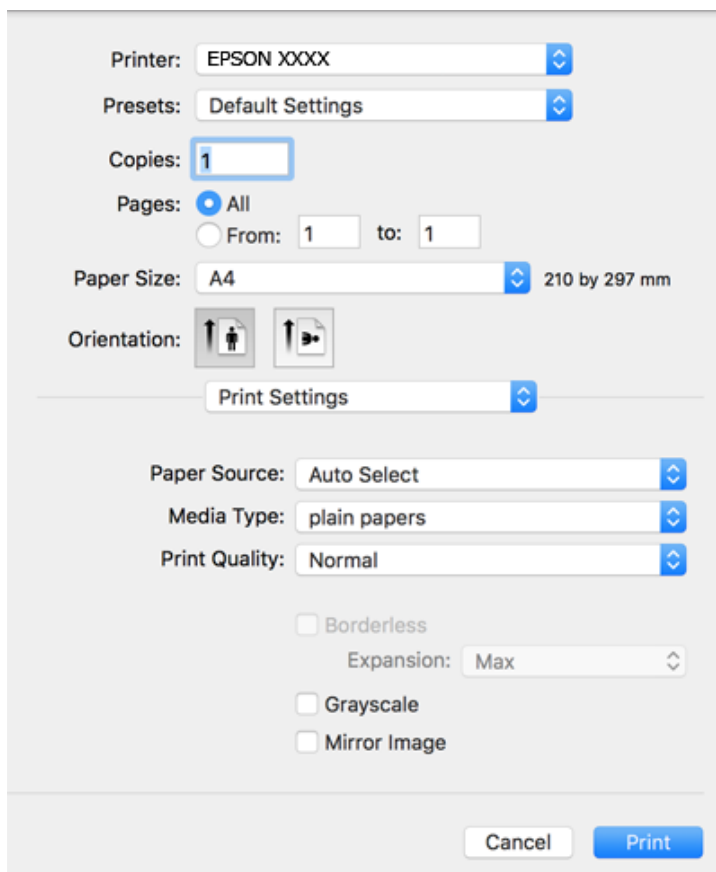 Printer: EPSON XXXX
Presets: Default Settings
Copies: 1
Pages: All
From: 1 to: 1
Paper Size: A4 210 by 297 mm
Orientation:
Print Settings
Paper Source: Auto Select
Media Type: plain papers
Print Quality: Normal
Borderless
Expansion: Max
Grayscale
Mirror Image
Cancel Print